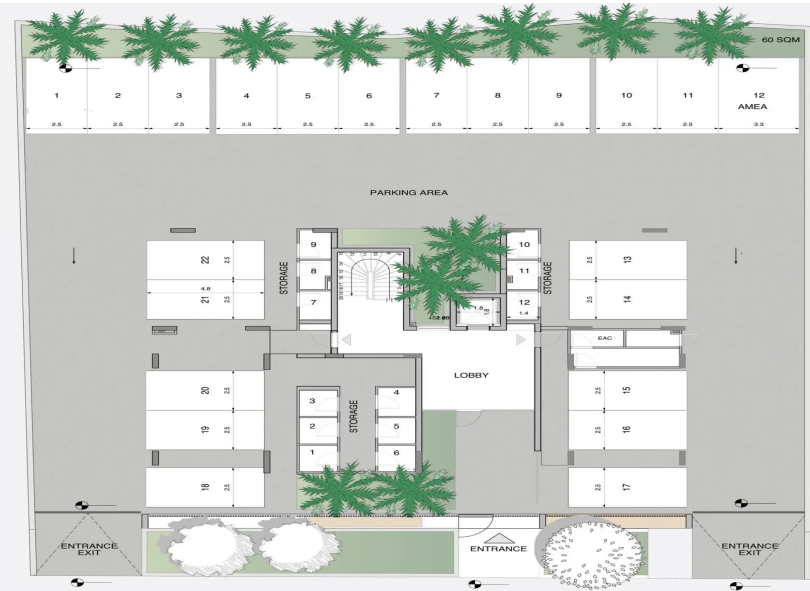 60 SQM
1 2 3 4 5 6 7 8 9 10 11 12
AMEA
2.5 2.5 2.5 2.5 2.5 2.5 2.5 2.5 2.5 2.5 2.5 3.3
PARKING AREA
22 2.5
4.8
21 2.5
STORAGE
9
8
7
10
11
12
1.4
1.8
STORAGE
2.5 13
2.5 14
EAC
LOBBY
20 2.5
19 2.5
18 2.5
3
2
1
STORAGE
4
5
6
2.5 15
2.5 16
2.5 17
ENTRANCE
EXIT
ENTRANCE
ENTRANCE
EXIT